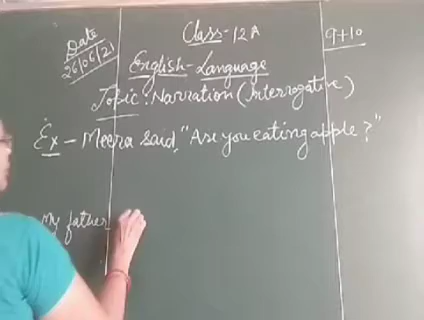 Date
26/06/21
Class-12A
9+10
English-Language
Topic:Narration (Interrogative)
Ex - Meera said, "Are you eating apple?"
My father